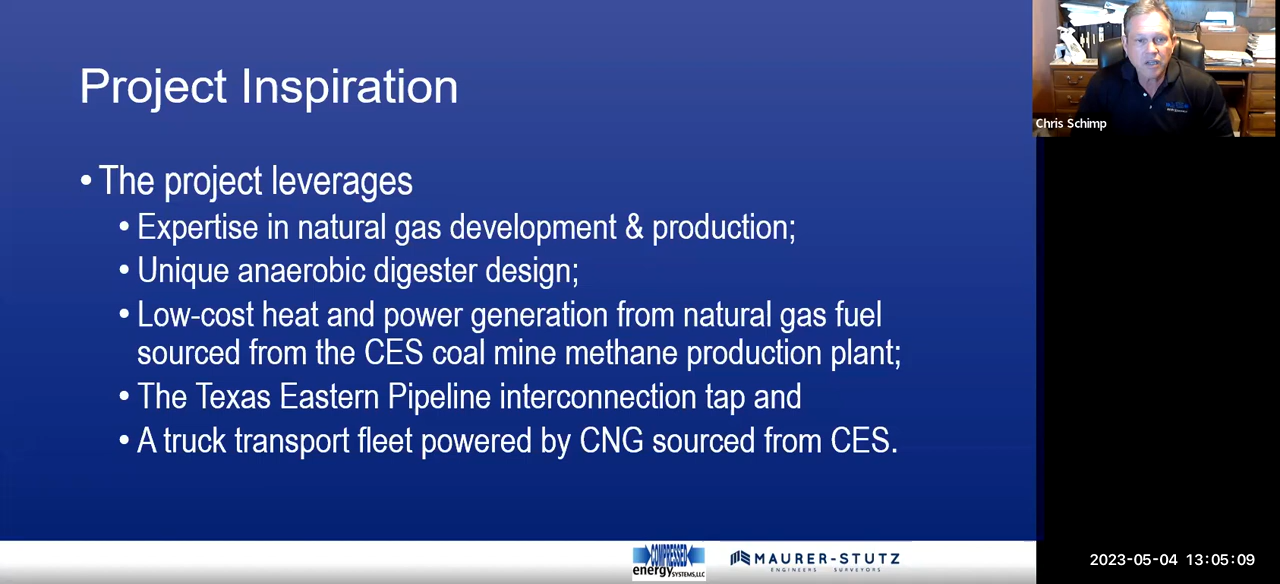 Project Inspiration
• The project leverages
• Expertise in natural gas development & production;
• Unique anaerobic digester design;
• Low-cost heat and power generation from natural gas fuel
sourced from the CES coal mine methane production plant;
• The Texas Eastern Pipeline interconnection tap and
• A truck transport fleet powered by CNG sourced from CES.
Chris Schimp
COMPRESSED
energy SYSTEMS, LLC
MAURER-STUTZ
ENGINEERS SURVEYORS
2023-05-04 13:05:09